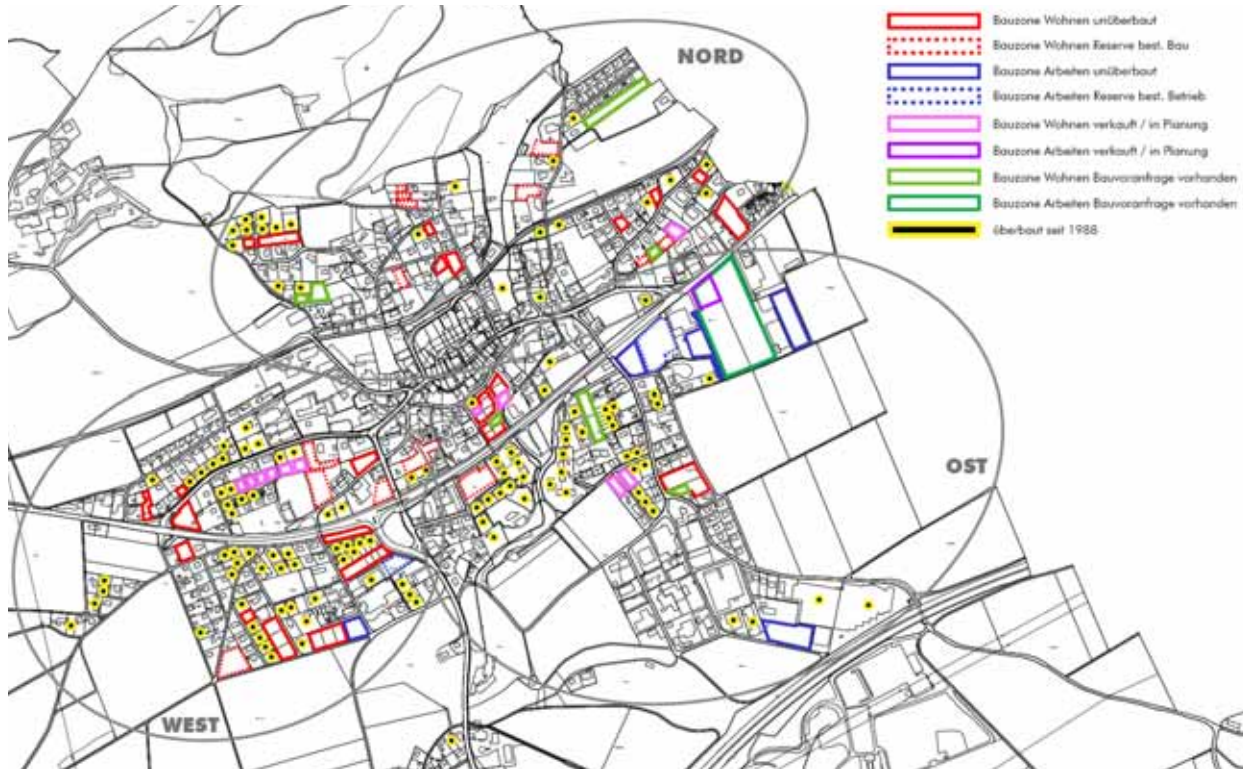 NORD
Bauzone Wohnen unüberbaut
Bauzone Wohnen Reserve best. Bau
Bauzone Arbeiten unüberbaut
Bauzone Arbeiten Reserve best. Betrieb
Bauzone Wohnen verkauft / in Planung
Bauzone Arbeiten verkauft / in Planung
Bauzone Wohnen Bauvoranfrage vorhanden
Bauzone Arbeiten Bauvoranfrage vorhanden
überbaut seit 1988
OST
WEST